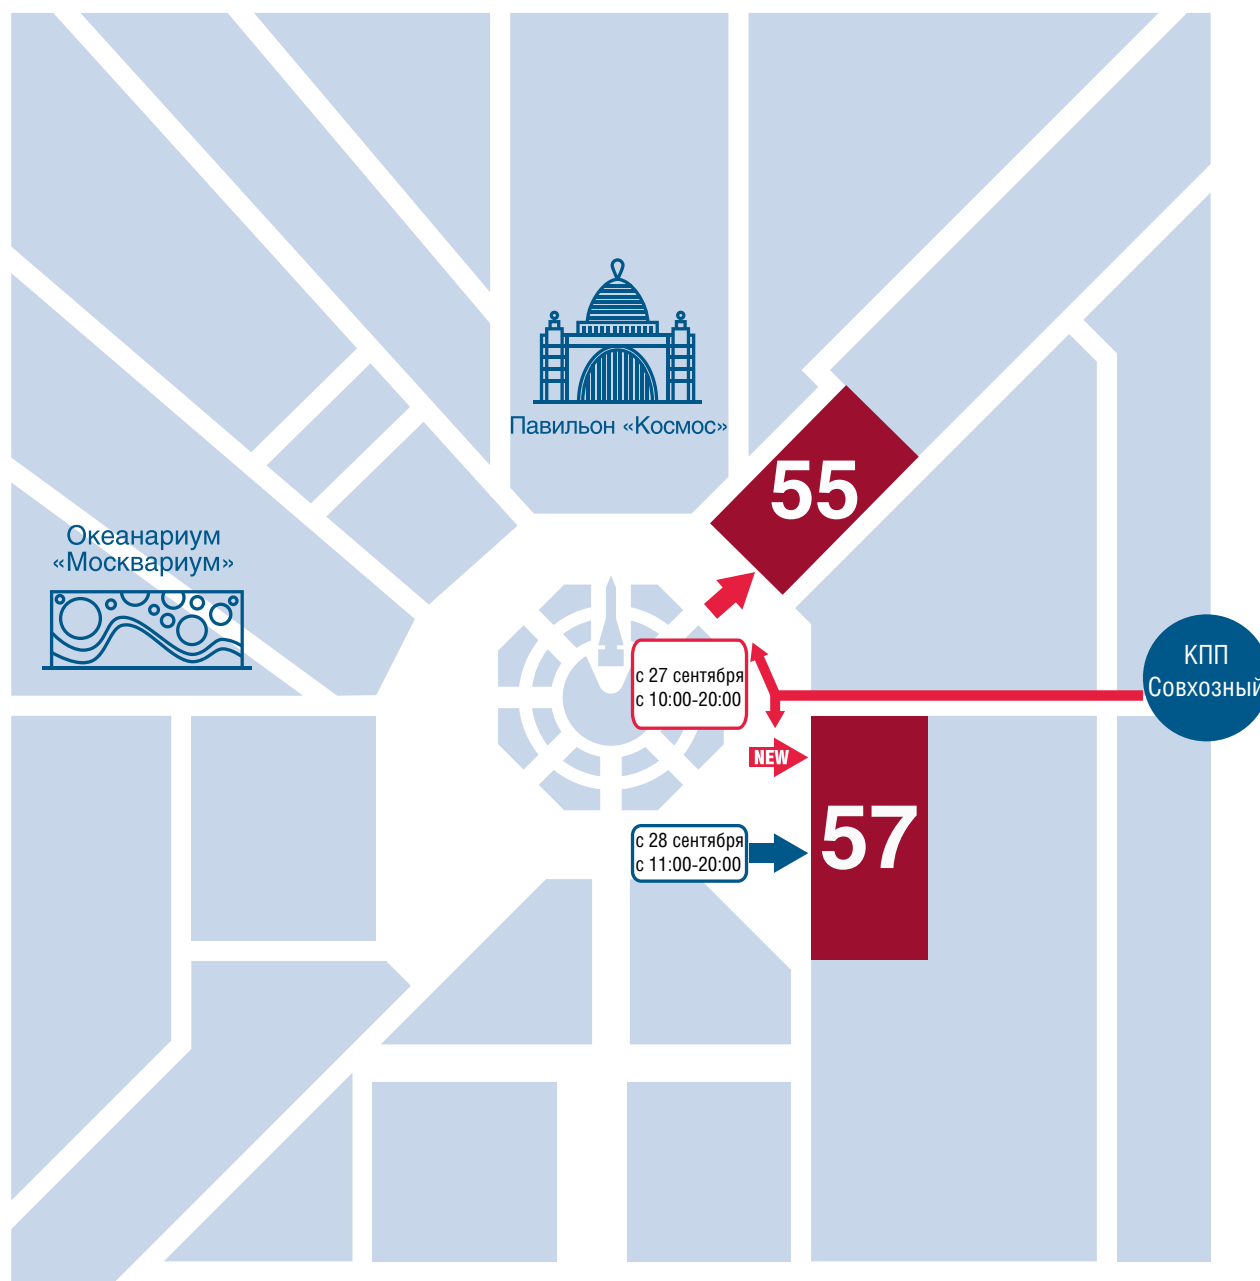 Павильон «Космос»
55
Океанариум
«Москвариум»
КПП
Совхозный
с 27 сентября
с 10:00-20:00
NEW
57
с 28 сентября
с 11:00-20:00